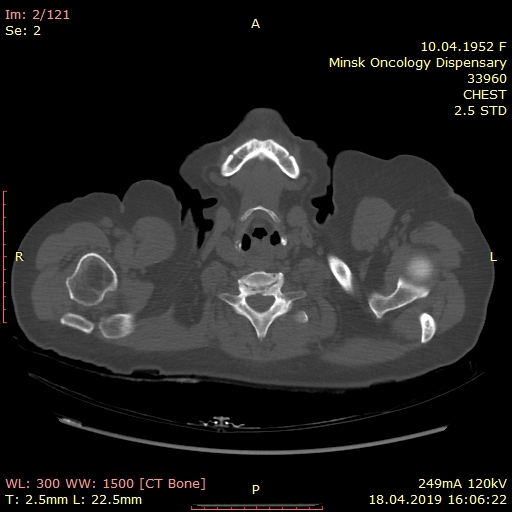 Im: 2/121
Se: 2
A
10.04.1952 F
Minsk Oncology Dispensary
33960
CHEST
2.5 STD
R
L
WL: 300 WW: 1500 [CT Bone]
T: 2.5mm L: 22.5mm
P
249mA 120kV
18.04.2019 16:06:22